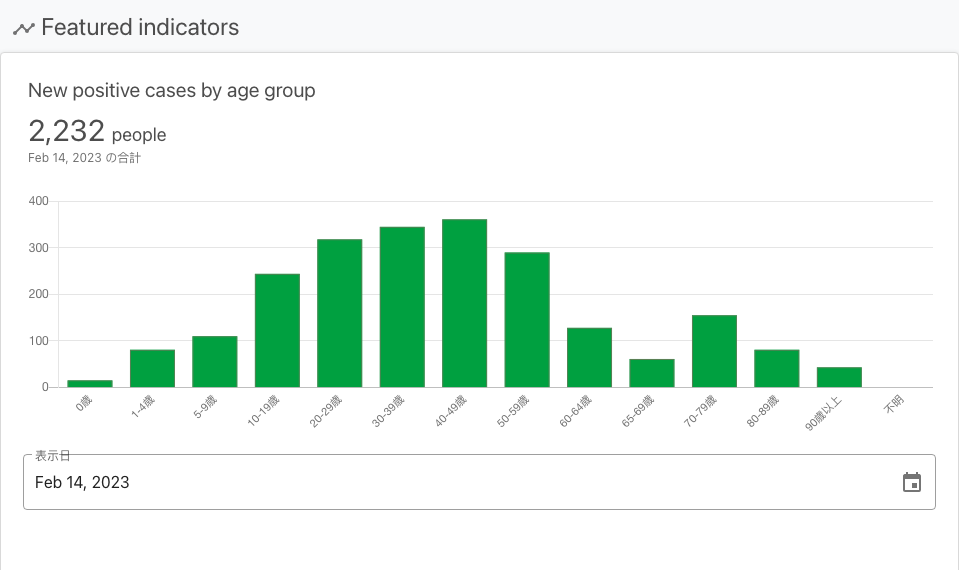 Featured indicators
New positive cases by age group
2,232 people
Feb 14, 2023 の合計
400
300
200
100
0
0歳
1-4歳
5-9歳
10-19歳
20-29歳
30-39歳
40-49歳
50-59歳
60-64歳
65-69歳
70-79歳
80-89歳
90歳以上
不明
表示日
Feb 14, 2023